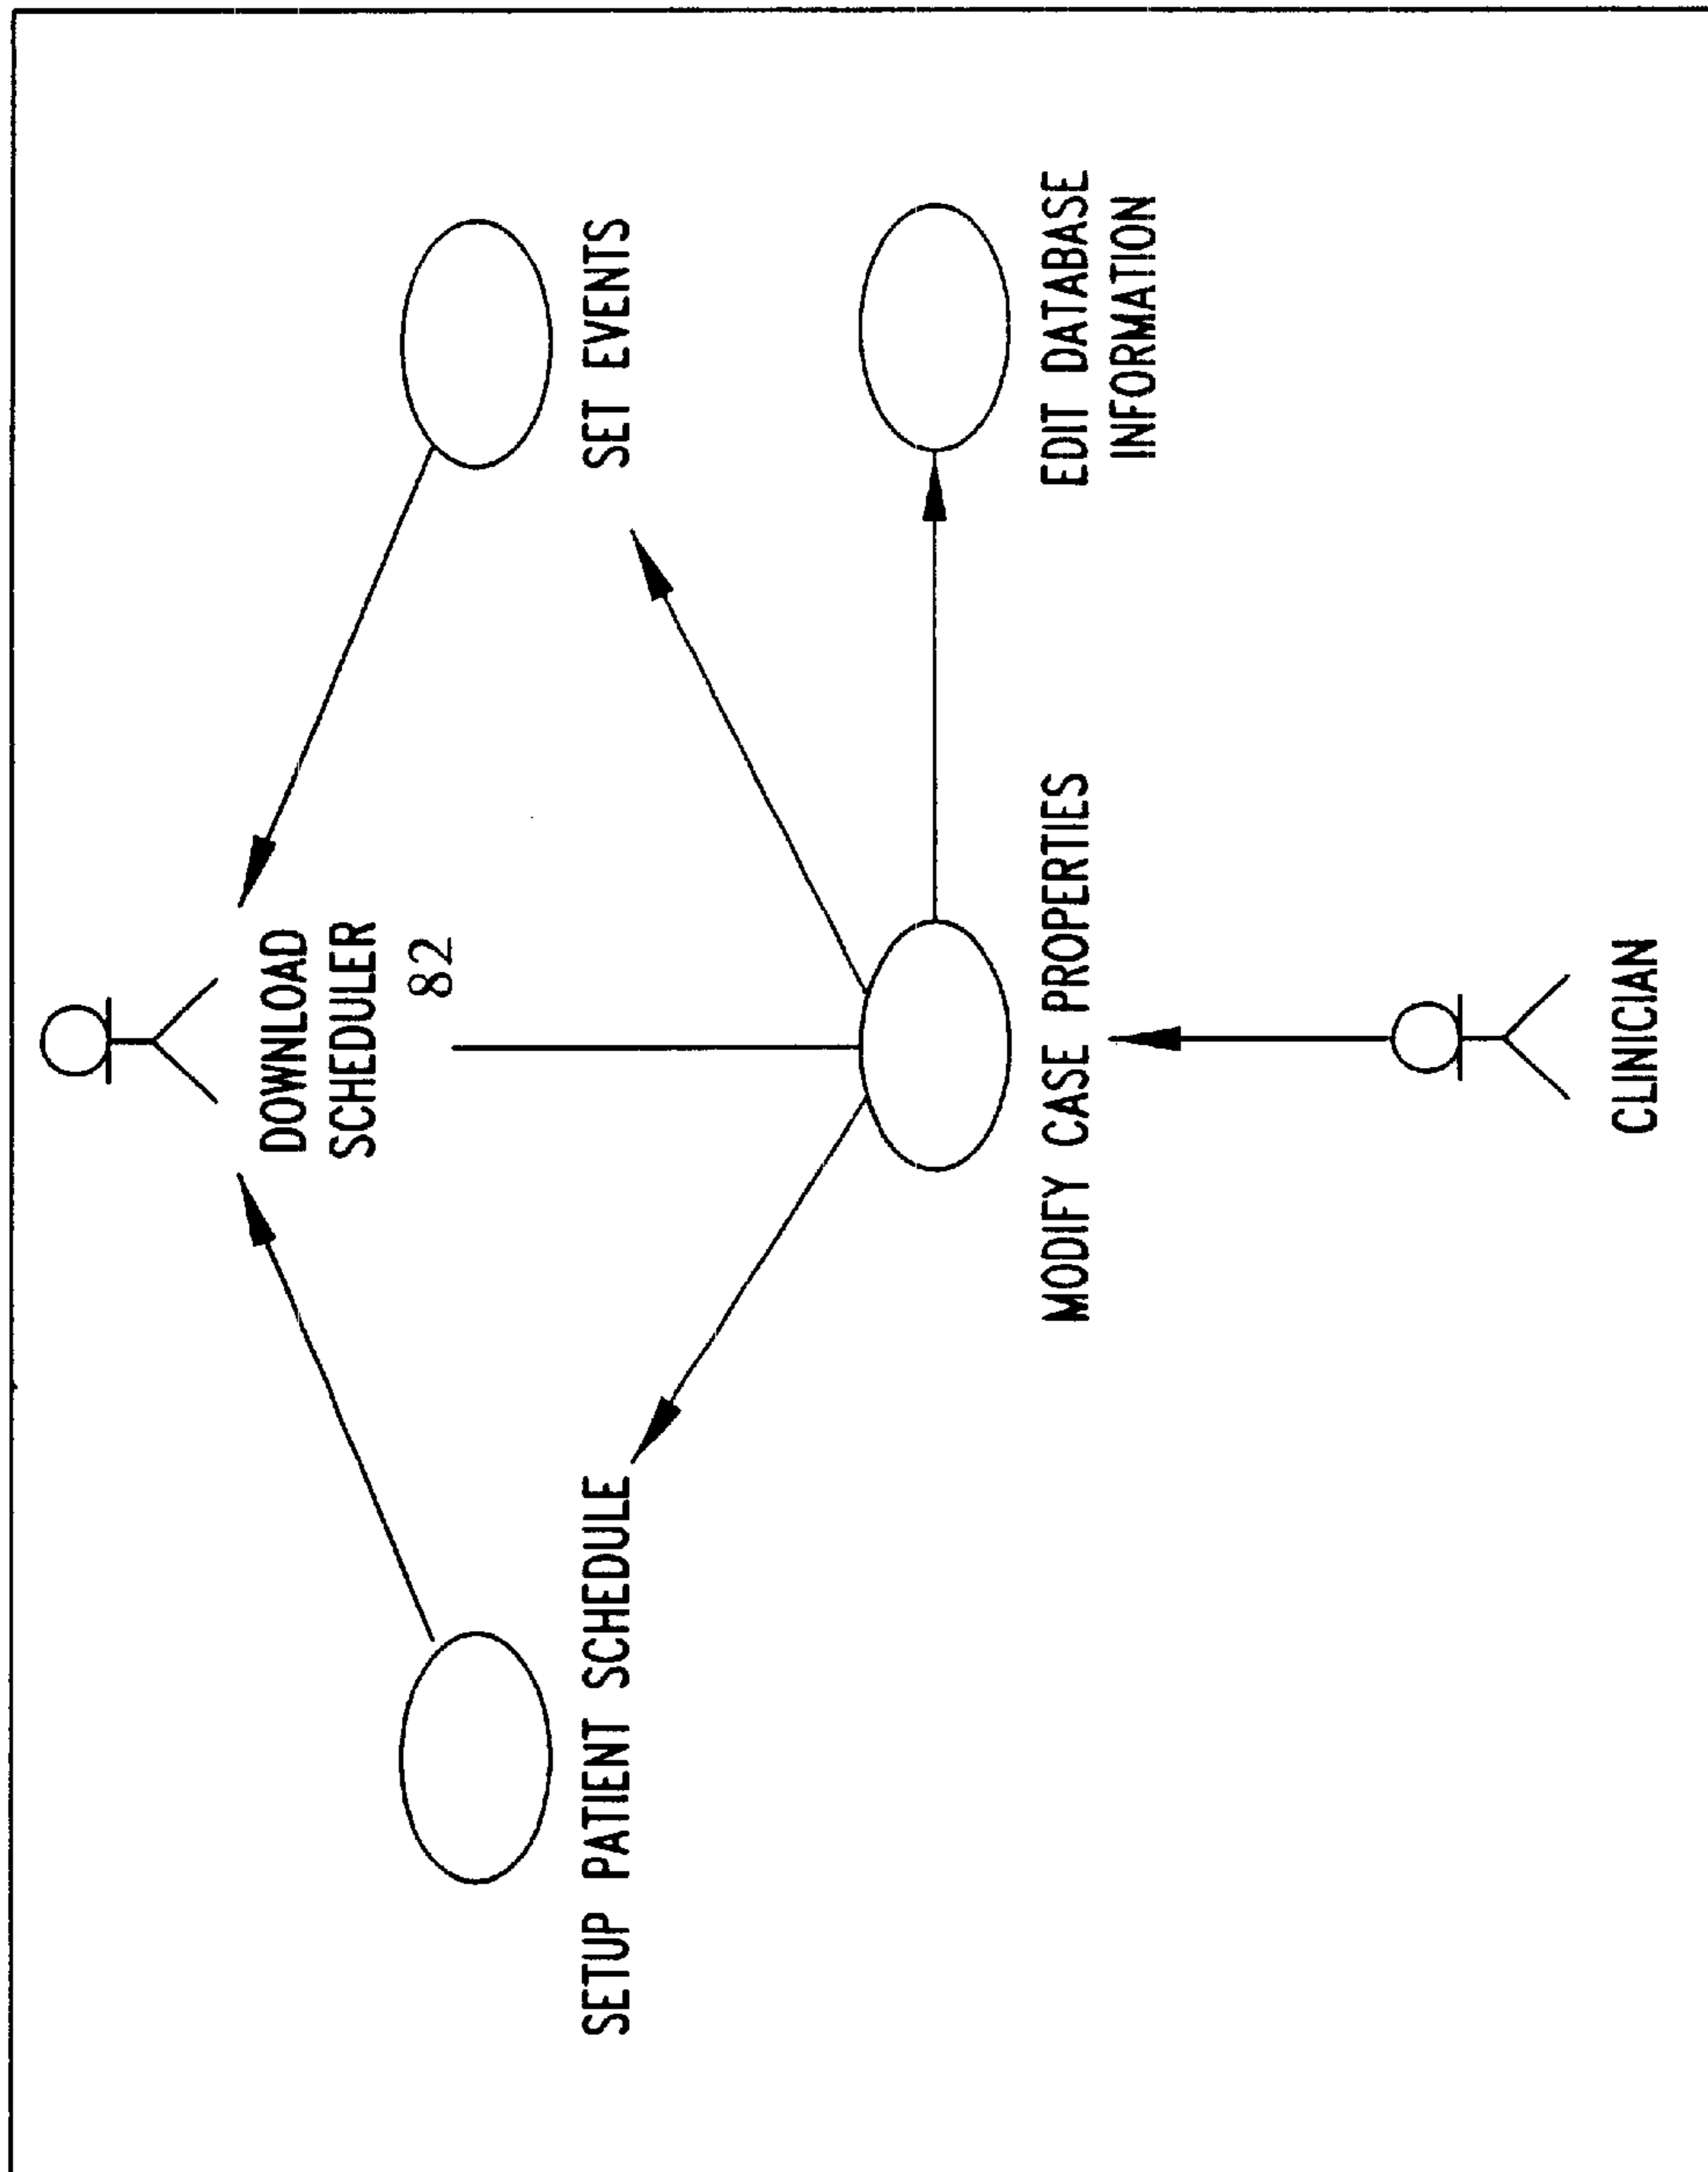 DOWNLOAD
SCHEDULER
82
SETUP PATIENT SCHEDULE
SET EVENTS
MODIFY CASE PROPERTIES
EDIT DATABASE
INFORMATION
CLINICIAN